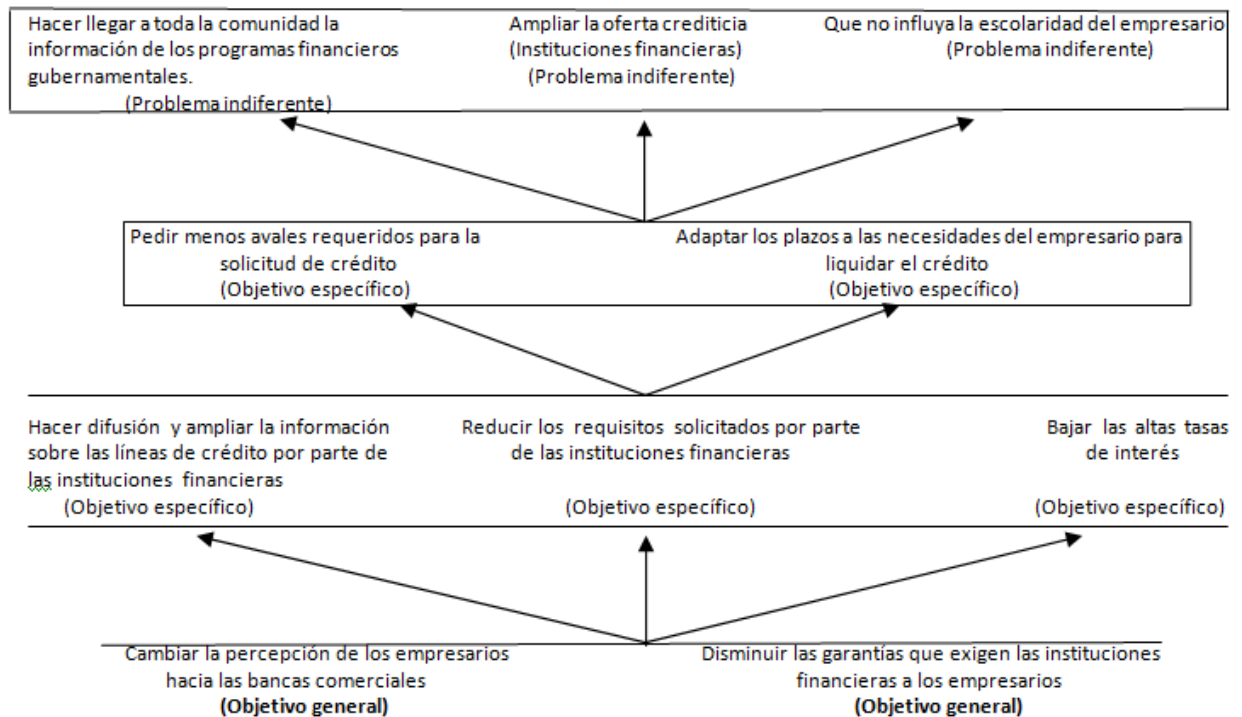 Hacer llegar a toda la comunidad la
información de los programas financieros
gubernamentales.
(Problema indiferente)
Ampliar la oferta crediticia
(Instituciones financieras)
(Problema indiferente)
Que no influya la escolaridad del empresario
(Problema indiferente)
Pedir menos avales requeridos para la
solicitud de crédito
(Objetivo específico)
Adaptar los plazos a las necesidades del empresario para
liquidar el crédito
(Objetivo específico)
Hacer difusión y ampliar la información
sobre las líneas de crédito por parte de
las instituciones financieras
(Objetivo específico)
Reducir los requisitos solicitados por parte
de las instituciones financieras
(Objetivo específico)
Bajar las altas tasas
de interés
(Objetivo específico)
Cambiar la percepción de los empresarios
hacia las bancas comerciales
(Objetivo general)
Disminuir las garantías que exigen las instituciones
financieras a los empresarios
(Objetivo general)